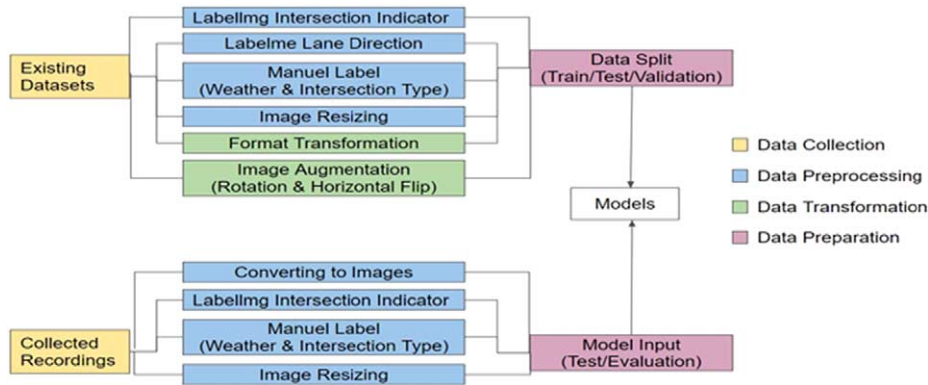 LabelImg Intersection Indicator
Labelme Lane Direction
Existing
Datasets
Manuel Label
(Weather & Intersection Type)
Image Resizing
Format Transformation
Image Augmentation
(Rotation & Horizontal Flip)
Data Split
(Train/Test/Validation)
Models
Data Collection
Data Preprocessing
Data Transformation
Data Preparation
Converting to Images
LabelImg Intersection Indicator
Collected
Recordings
Manuel Label
(Weather & Intersection Type)
Image Resizing
Model Input
(Test/Evaluation)